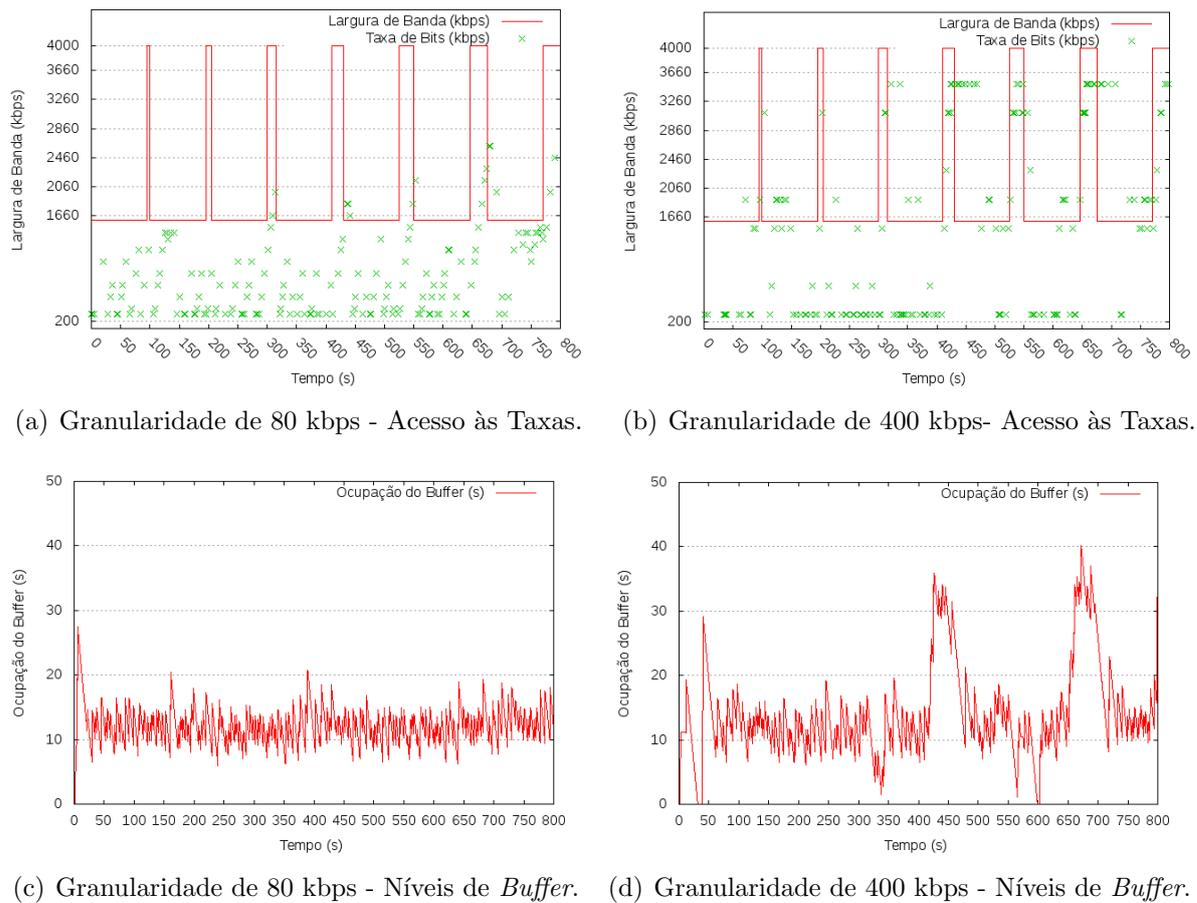 Largura de Banda (kbps)
Taxa de Bits (kbps)
4000
3660
3260
2860
2460
2060
1660
200
Largura de Banda (kbps)
0 50 100 150 200 250 300 350 400 450 500 550 600 650 700 750 800
Tempo (s)
(a) Granularidade de 80 kbps - Acesso às Taxas.
Largura de Banda (kbps)
Taxa de Bits (kbps)
4000
3660
3260
2860
2460
2060
1660
200
Largura de Banda (kbps)
0 50 100 150 200 250 300 350 400 450 500 550 600 650 700 750 800
Tempo (s)
(b) Granularidade de 400 kbps- Acesso às Taxas.
Ocupação do Buffer (s)
50
40
30
20
10
0
Ocupação do Buffer (s)
0 50 100 150 200 250 300 350 400 450 500 550 600 650 700 750 800
Tempo (s)
(c) Granularidade de 80 kbps - Níveis de Buffer.
Ocupação do Buffer (s)
50
40
30
20
10
0
Ocupação do Buffer (s)
0 50 100 150 200 250 300 350 400 450 500 550 600 650 700 750 800
Tempo (s)
(d) Granularidade de 400 kbps - Níveis de Buffer.